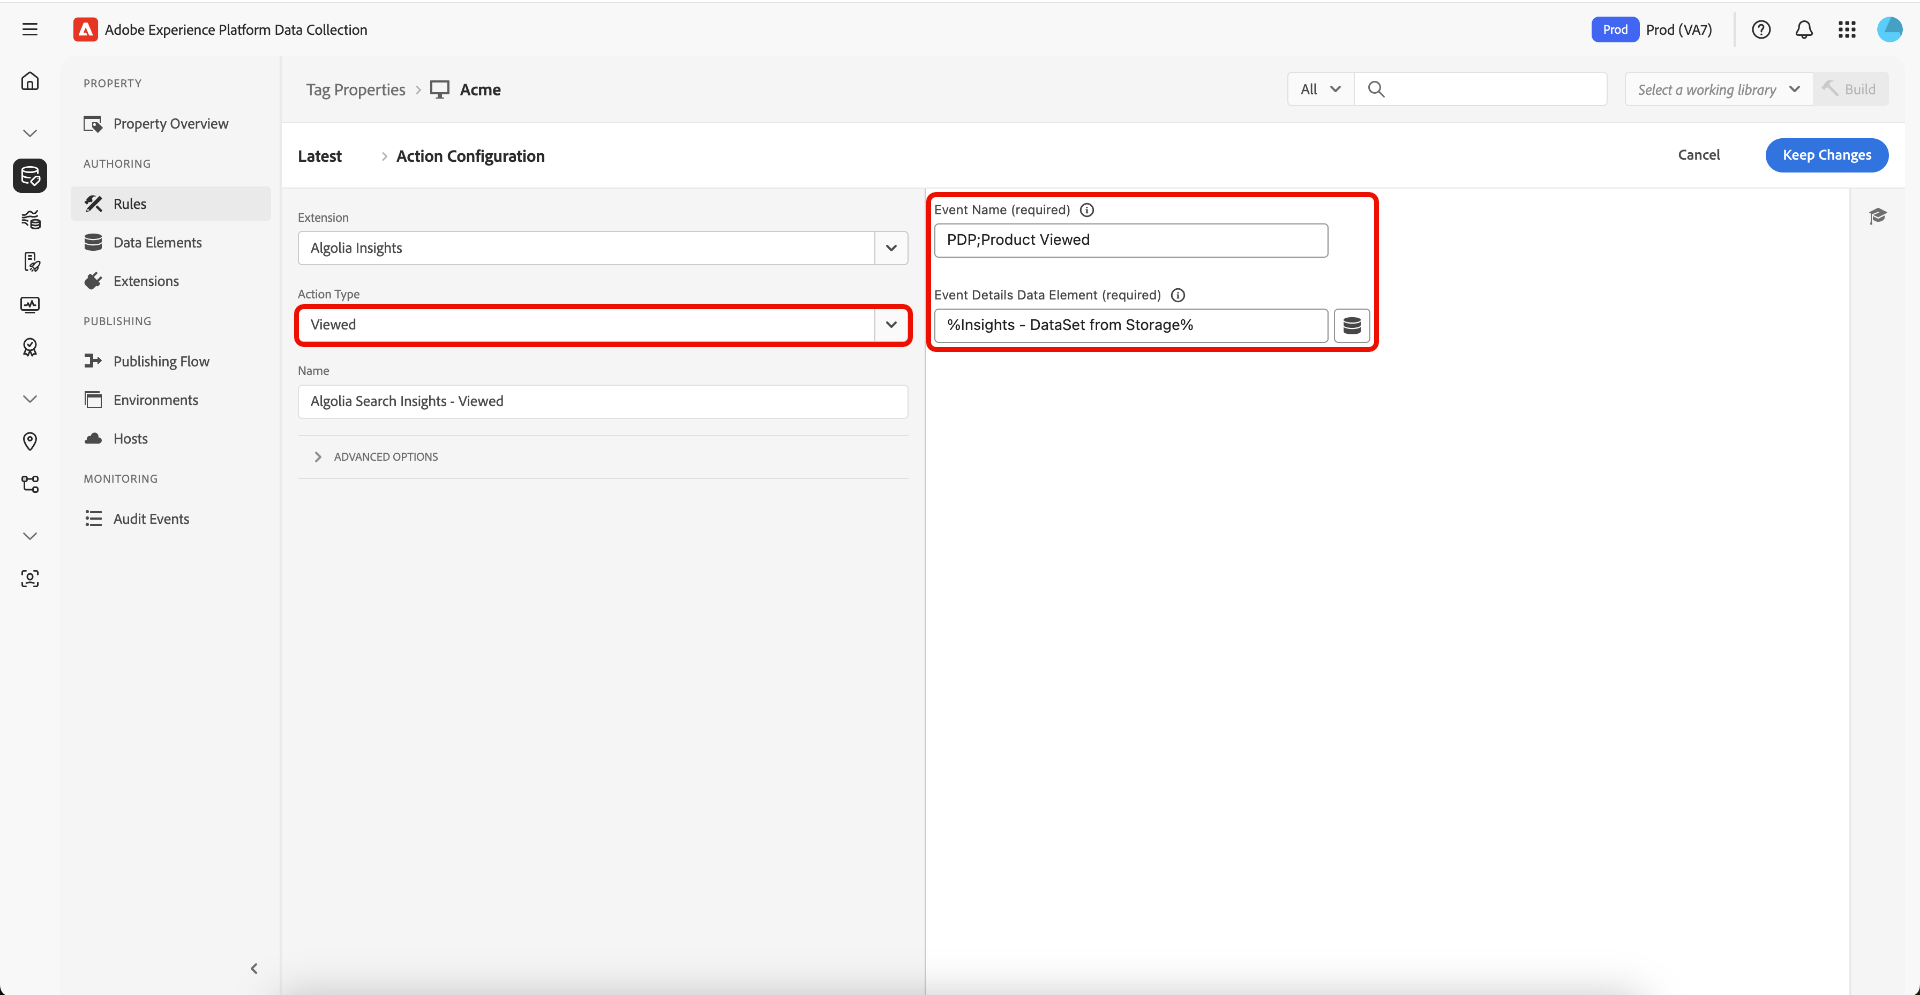 Adobe Experience Platform Data Collection
Prod
Prod (VA7)
PROPERTY
Property Overview
AUTHORING
Rules
Data Elements
Extensions
PUBLISHING
Publishing Flow
Environments
Hosts
MONITORING
Audit Events
Tag Properties > Acme
All
Select a working library
Build
Latest > Action Configuration
Cancel
Keep Changes
Extension
Algolia Insights
Action Type
Viewed
Name
Algolia Search Insights - Viewed
ADVANCED OPTIONS
Event Name (required)
PDP;Product Viewed
Event Details Data Element (required)
%Insights - DataSet from Storage%